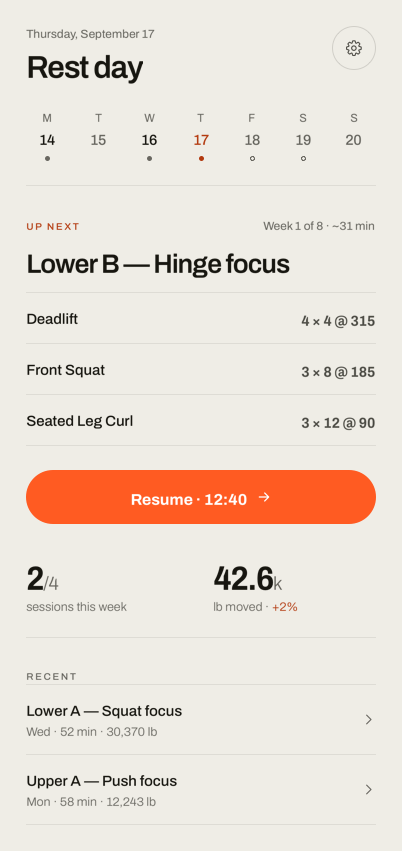 Thursday, September 17
Rest day
M T W T F S S
14 15 16 17 18 19 20
UP NEXT Week 1 of 8 · ~31 min
Lower B — Hinge focus
Deadlift 4 × 4 @ 315
Front Squat 3 × 8 @ 185
Seated Leg Curl 3 × 12 @ 90
Resume · 12:40 →
2/4 42.6k
sessions this week lb moved · +2%
RECENT
Lower A — Squat focus
Wed · 52 min · 30,370 lb
Upper A — Push focus
Mon · 58 min · 12,243 lb